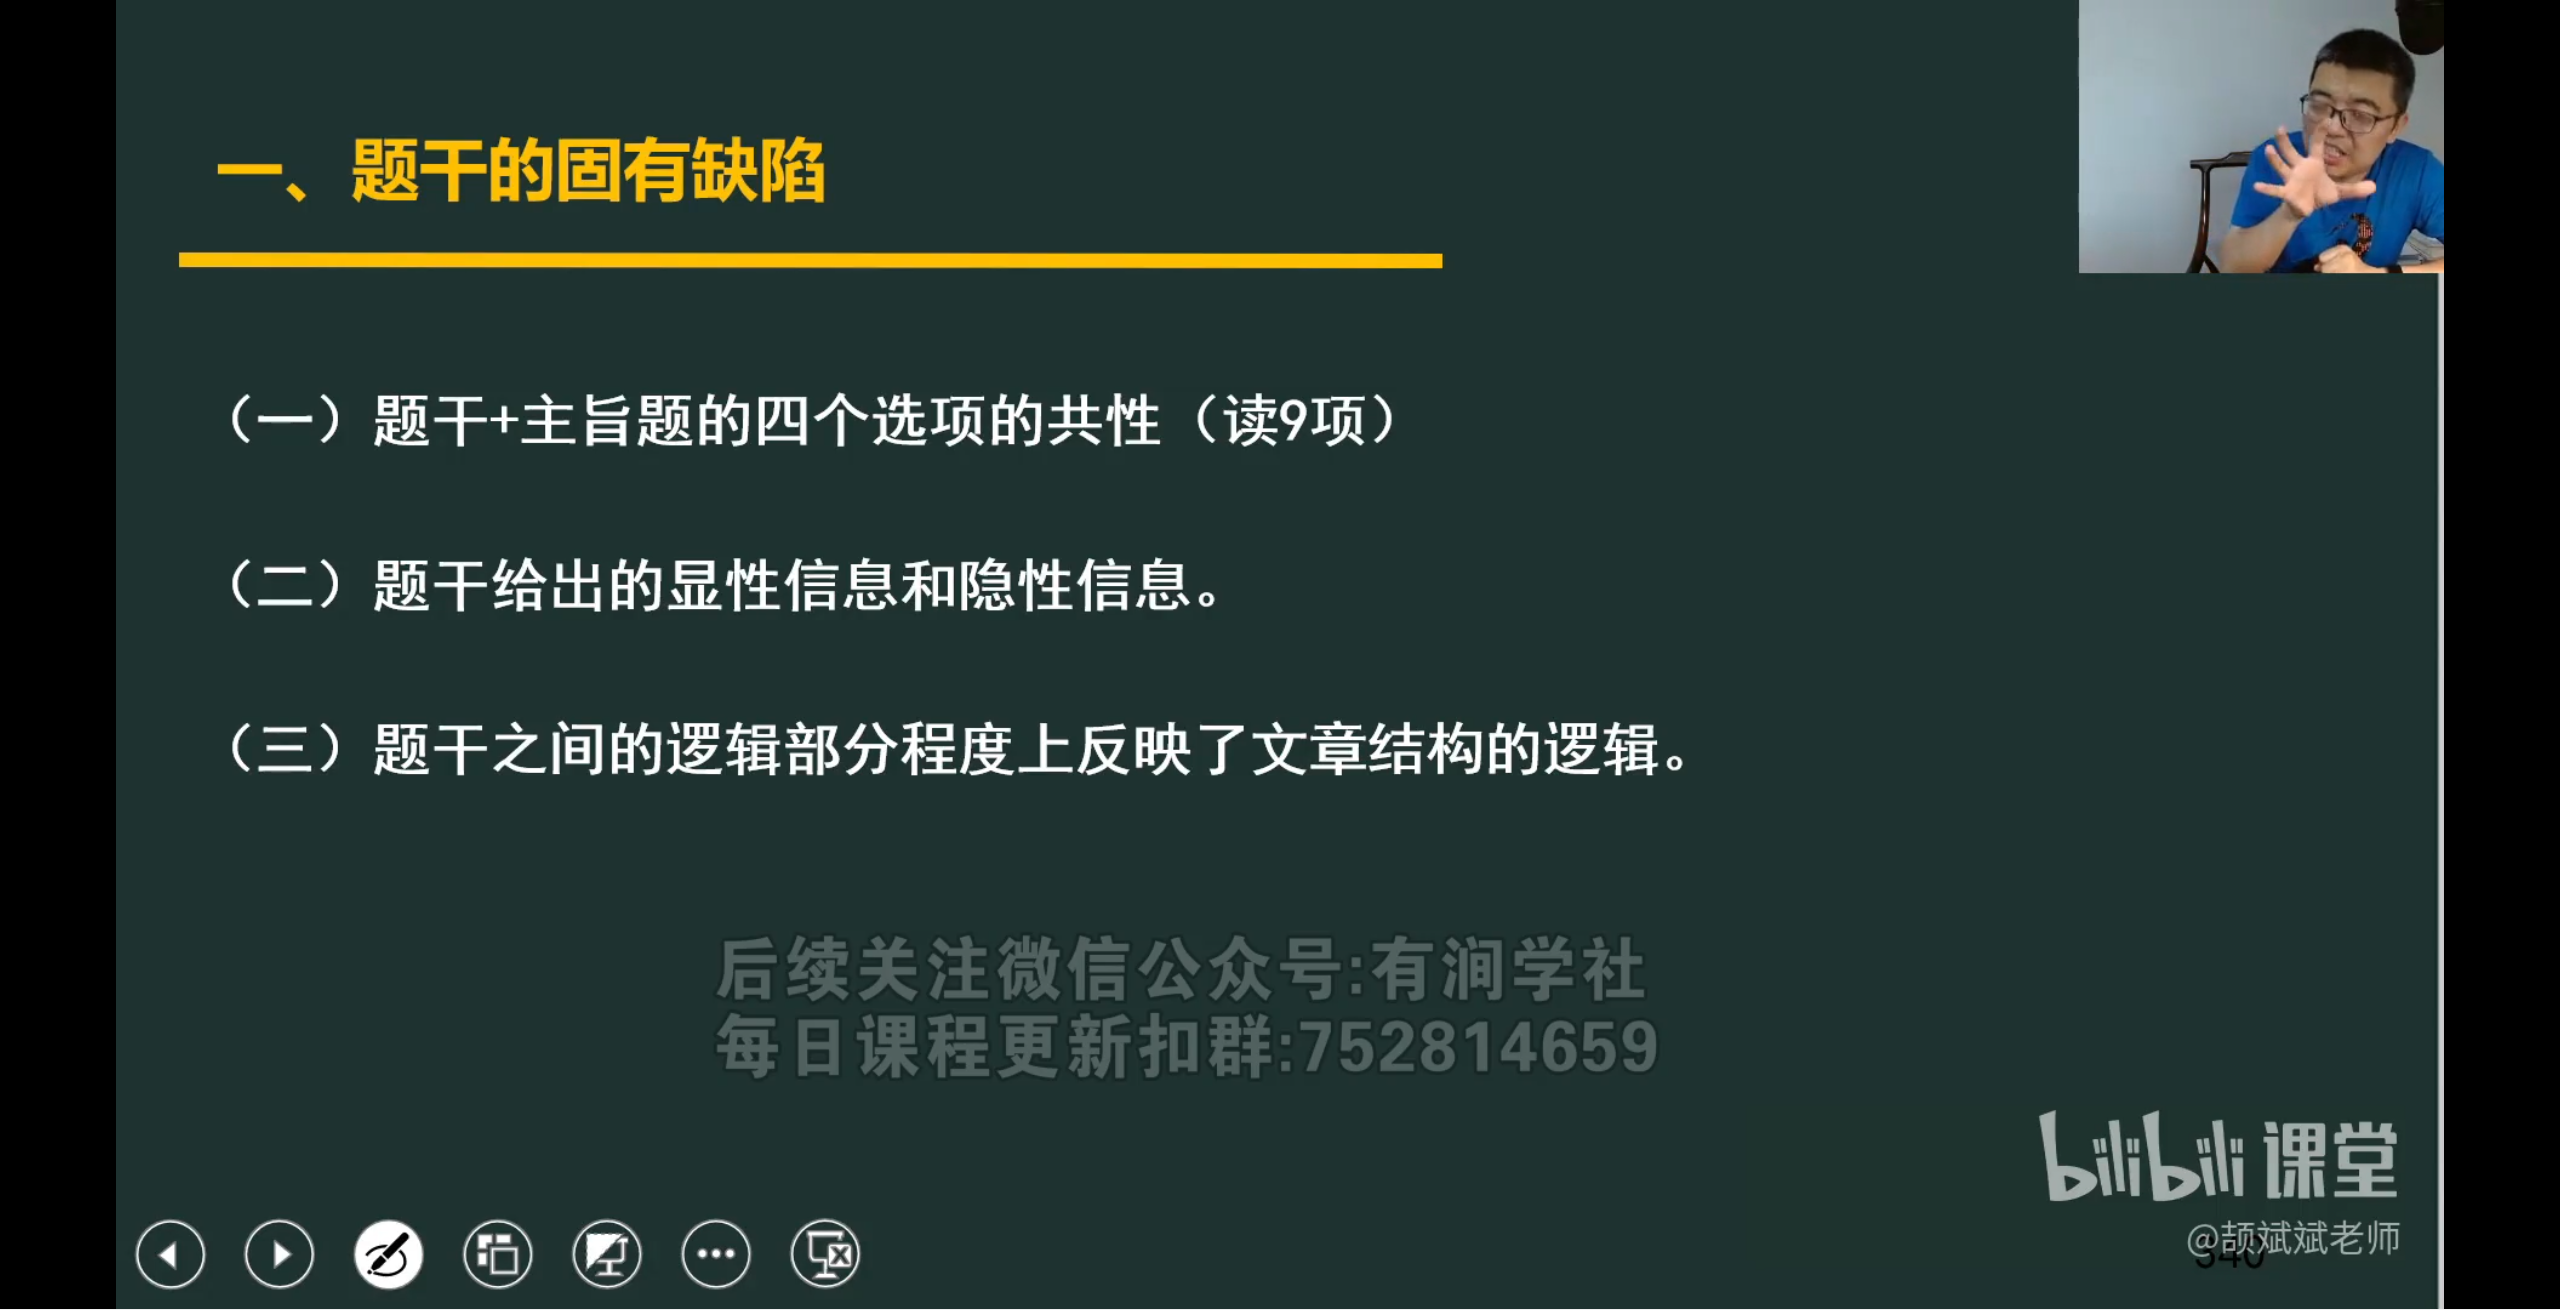 一、题干的固有缺陷
（一）题干+主旨题的四个选项的共性（读9项）
（二）题干给出的显性信息和隐性信息。
（三）题干之间的逻辑部分程度上反映了文章结构的逻辑。
后续关注微信公众号:有涧学社
每日课程更新扣群:752814659
bilibili 课堂
@颉斌斌老师
340